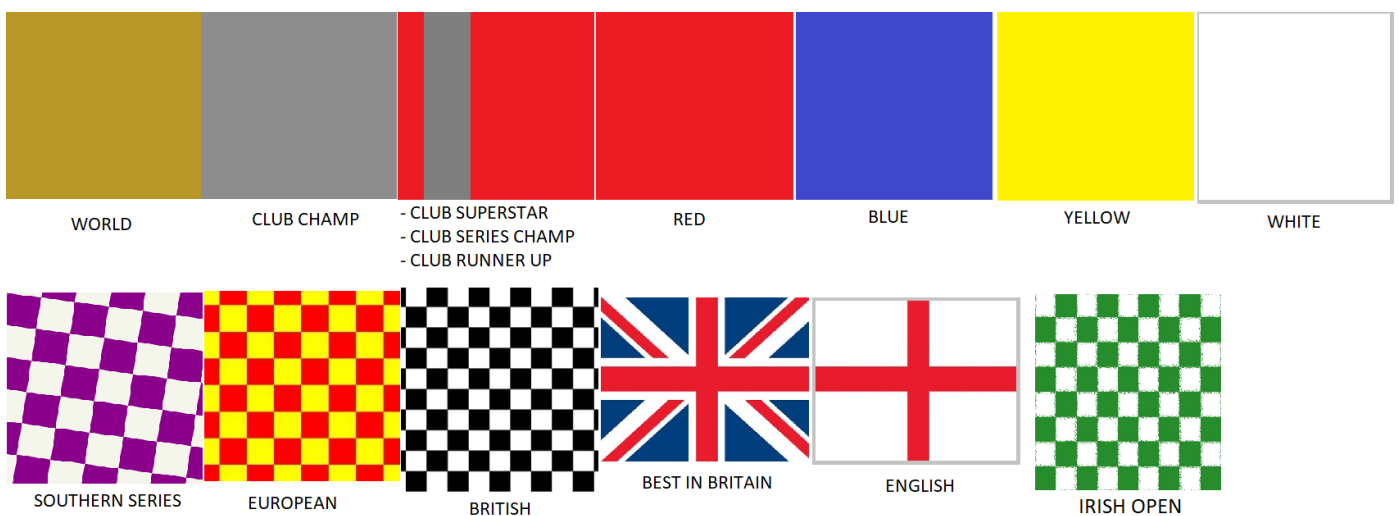 WORLD
CLUB CHAMP
- CLUB SUPERSTAR
- CLUB SERIES CHAMP
- CLUB RUNNER UP
RED
BLUE
YELLOW
WHITE
SOUTHERN SERIES
EUROPEAN
BRITISH
BEST IN BRITAIN
ENGLISH
IRISH OPEN